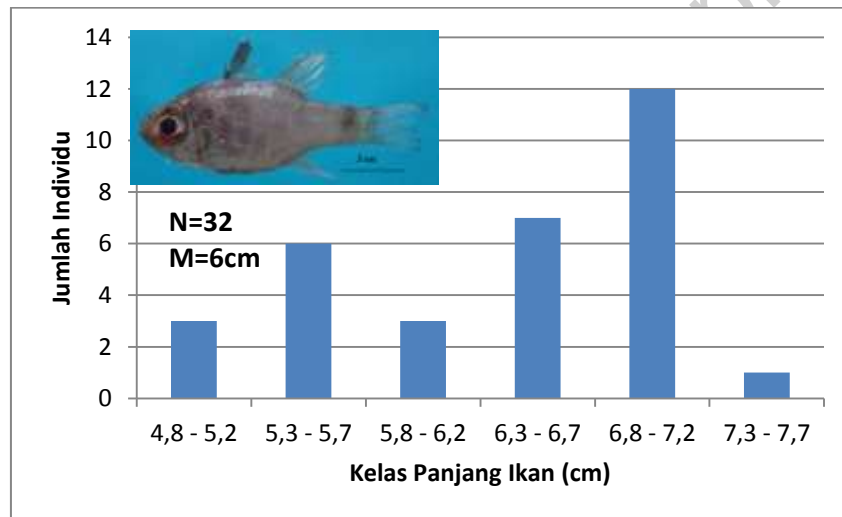 14
12
10
8
6
4
2
0
Jumlah Individu
N=32
M=6cm
4,8 - 5,2 5,3 - 5,7 5,8 - 6,2 6,3 - 6,7 6,8 - 7,2 7,3 - 7,7
Kelas Panjang Ikan (cm)